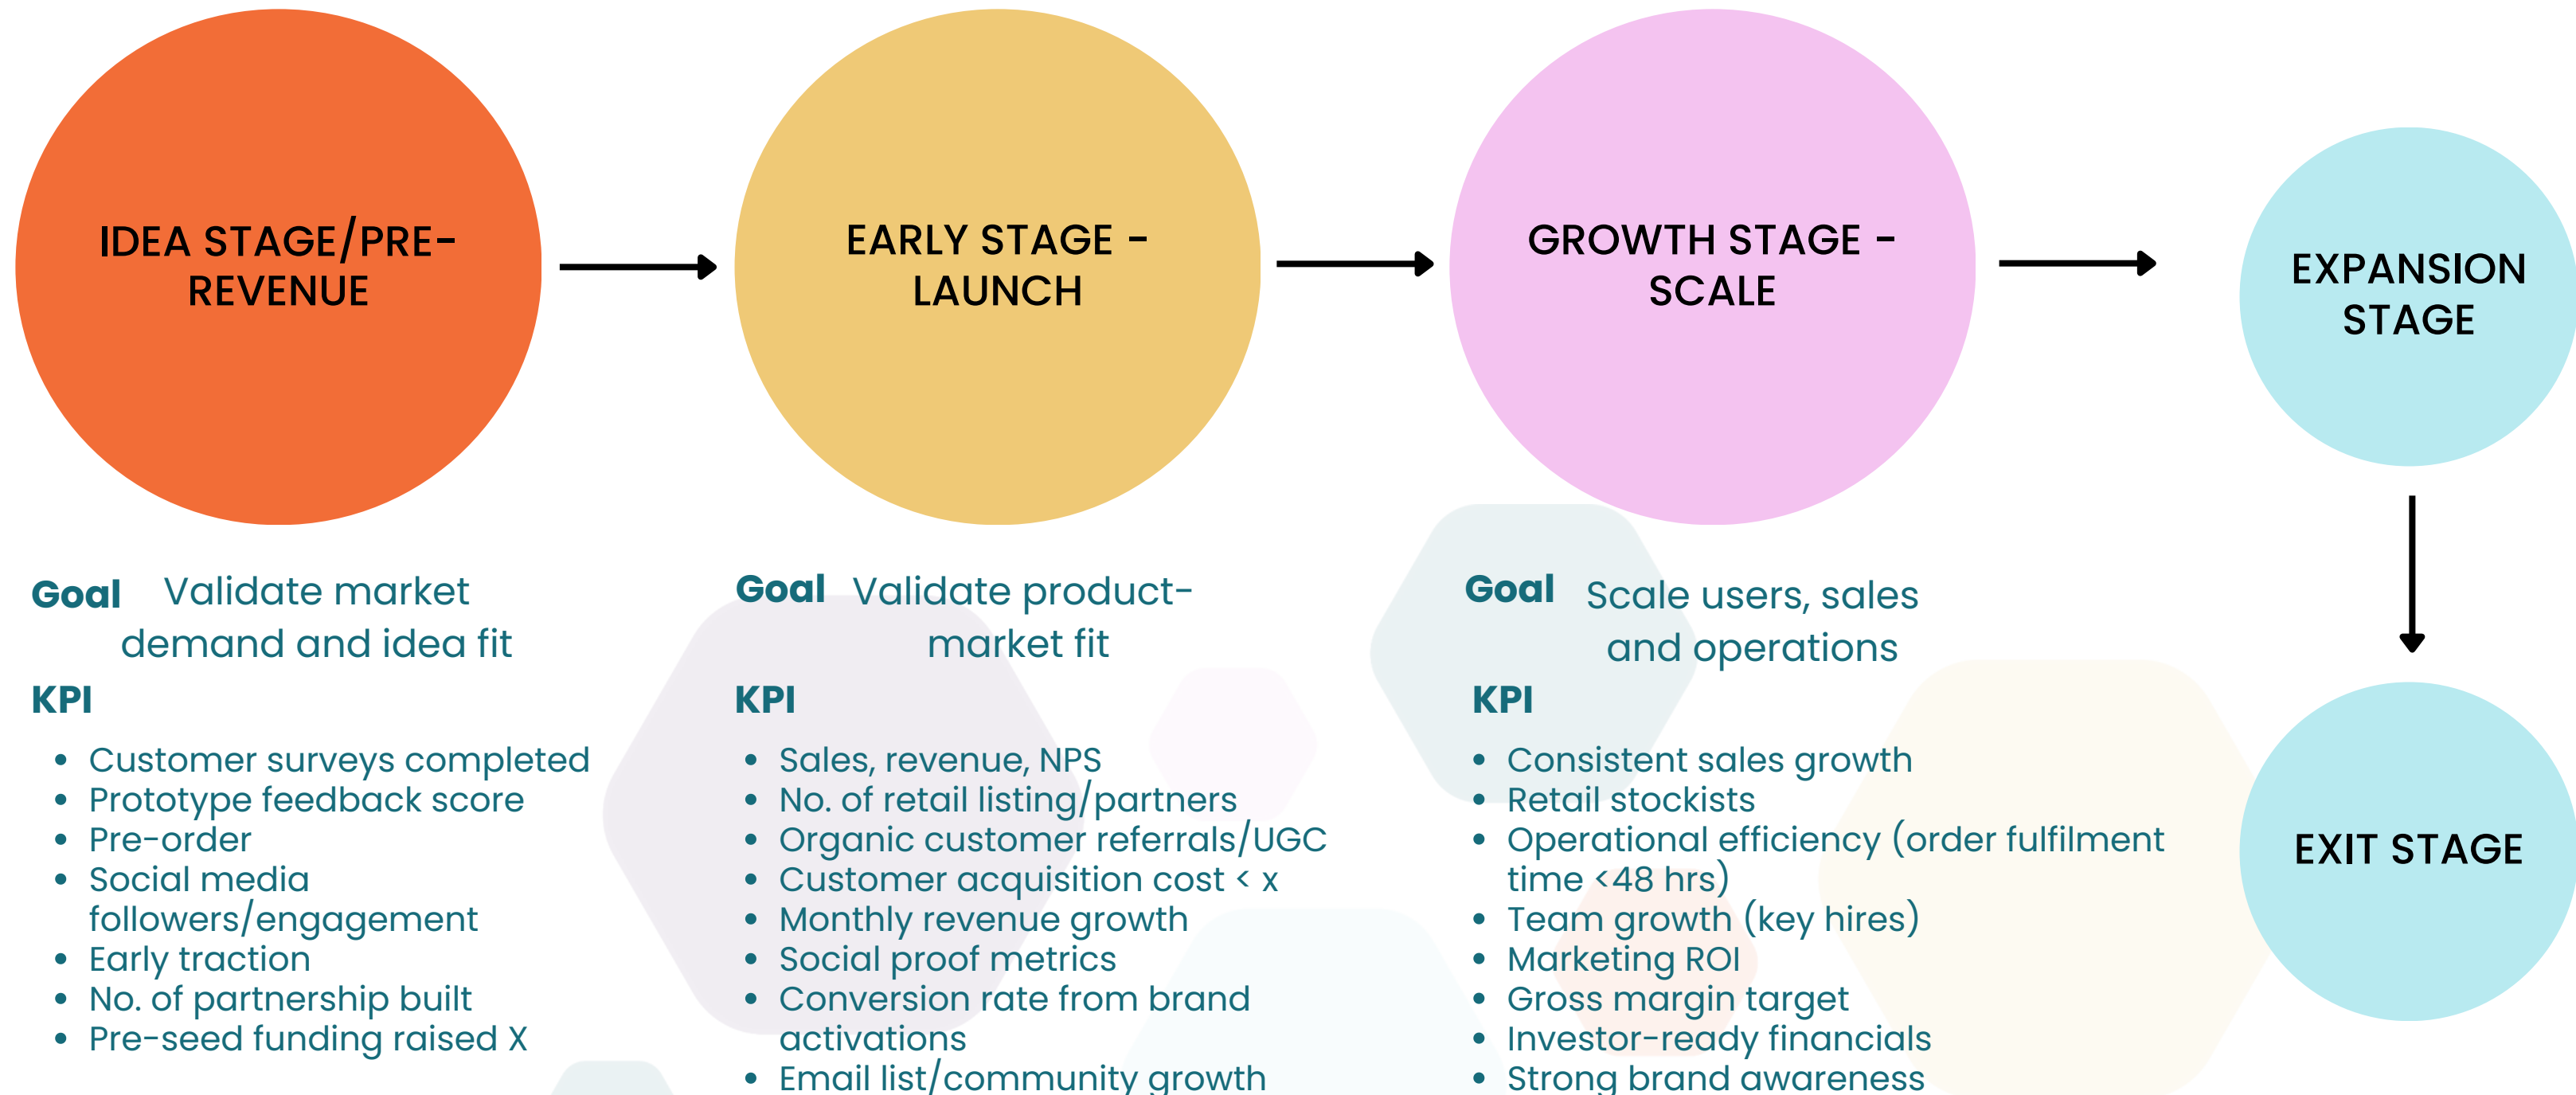 IDEA STAGE/PRE-
REVENUE
EARLY STAGE -
LAUNCH
GROWTH STAGE -
SCALE
EXPANSION
STAGE
EXIT STAGE
Goal Validate market
demand and idea fit
KPI
• Customer surveys completed
• Prototype feedback score
• Pre-order
• Social media
followers/engagement
• Early traction
• No. of partnership built
• Pre-seed funding raised X
Goal Validate product-
market fit
KPI
• Sales, revenue, NPS
• No. of retail listing/partners
• Organic customer referrals/UGC
• Customer acquisition cost < x
• Monthly revenue growth
• Social proof metrics
• Conversion rate from brand
activations
• Email list/community growth
Goal Scale users, sales
and operations
KPI
• Consistent sales growth
• Retail stockists
• Operational efficiency (order fulfilment
time <48 hrs)
• Team growth (key hires)
• Marketing ROI
• Gross margin target
• Investor-ready financials
• Strong brand awareness